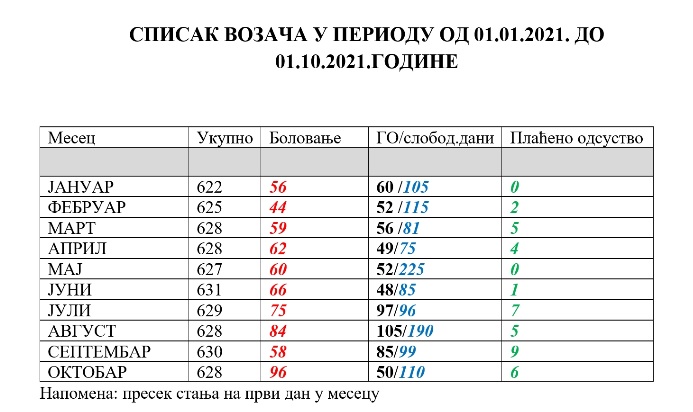 СПИСАК ВОЗАЧА У ПЕРИОДУ ОД 01.01.2021. ДО
01.10.2021.ГОДИНЕ
Месец Укупно Боловање ГО/слобод.дани Плаћено одсуство
ЈАНУАР 622 56 60 /105 0
ФЕБРУАР 625 44 52 /115 2
МАРТ 628 59 56 /81 5
АПРИЛ 628 62 49/75 4
МАЈ 627 60 52/225 0
ЈУНИ 631 66 48/85 1
ЈУЛИ 629 75 97/96 7
АВГУСТ 628 84 105/190 5
СЕПТЕМБАР 630 58 85/99 9
ОКТОБАР 628 96 50/110 6
Напомена: пресек стања на први дан у месецу